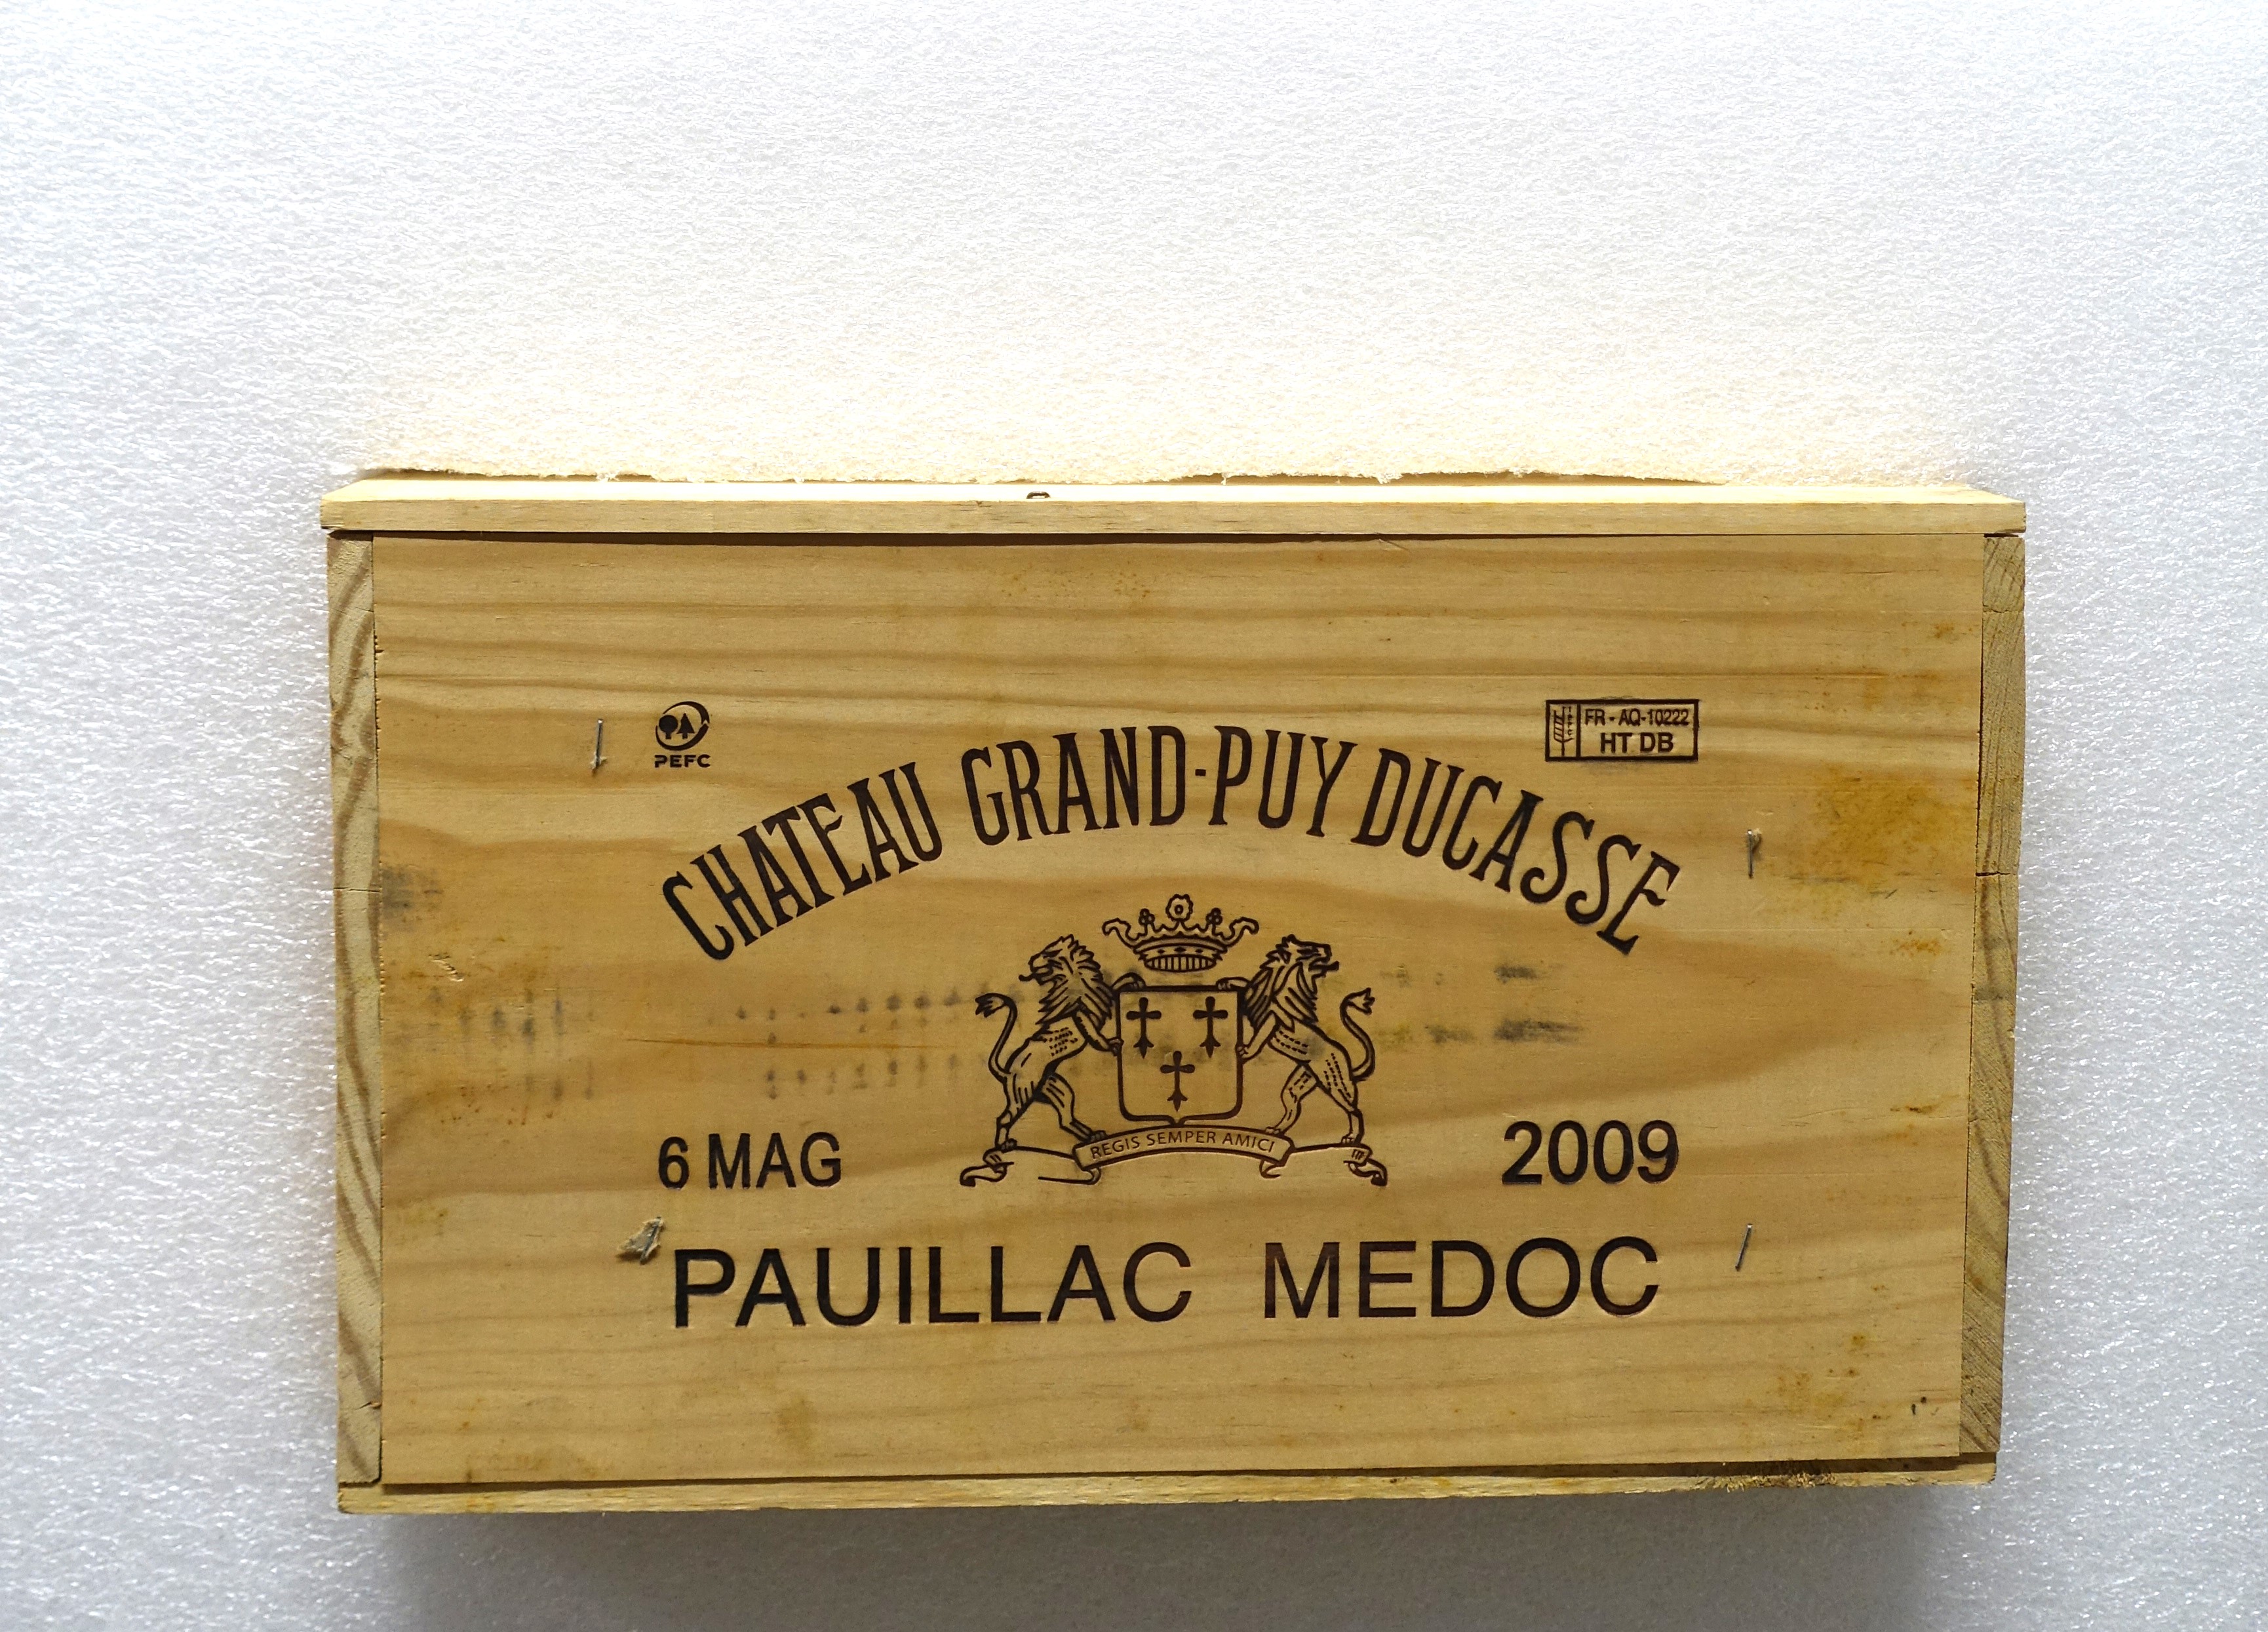 PEFC
FR - AQ-10222
HT DB
CHATEAU GRAND-PUY DUCASSE
REGIS SEMPER AMICI
6 MAG
2009
PAUILLAC MEDOC